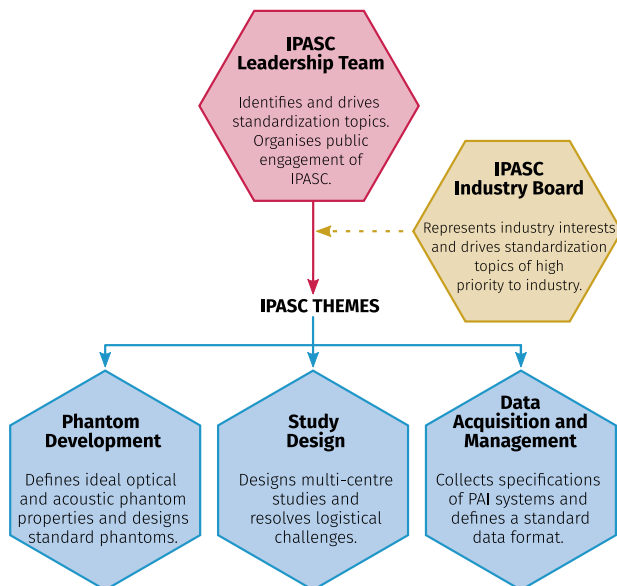 IPASC
Leadership Team
Identifies and drives
standardization topics.
Organises public
engagement of
IPASC.
IPASC
Industry Board
Represents industry interests
and drives standardization
topics of high
priority to industry.
IPASC THEMES
Phantom
Development
Defines ideal optical
and acoustic phantom
properties and designs
standard phantoms.
Study
Design
Designs multi-centre
studies and
resolves logistical
challenges.
Data
Acquisition and
Management
Collects specifications
of PAI systems and
defines a standard
data format.